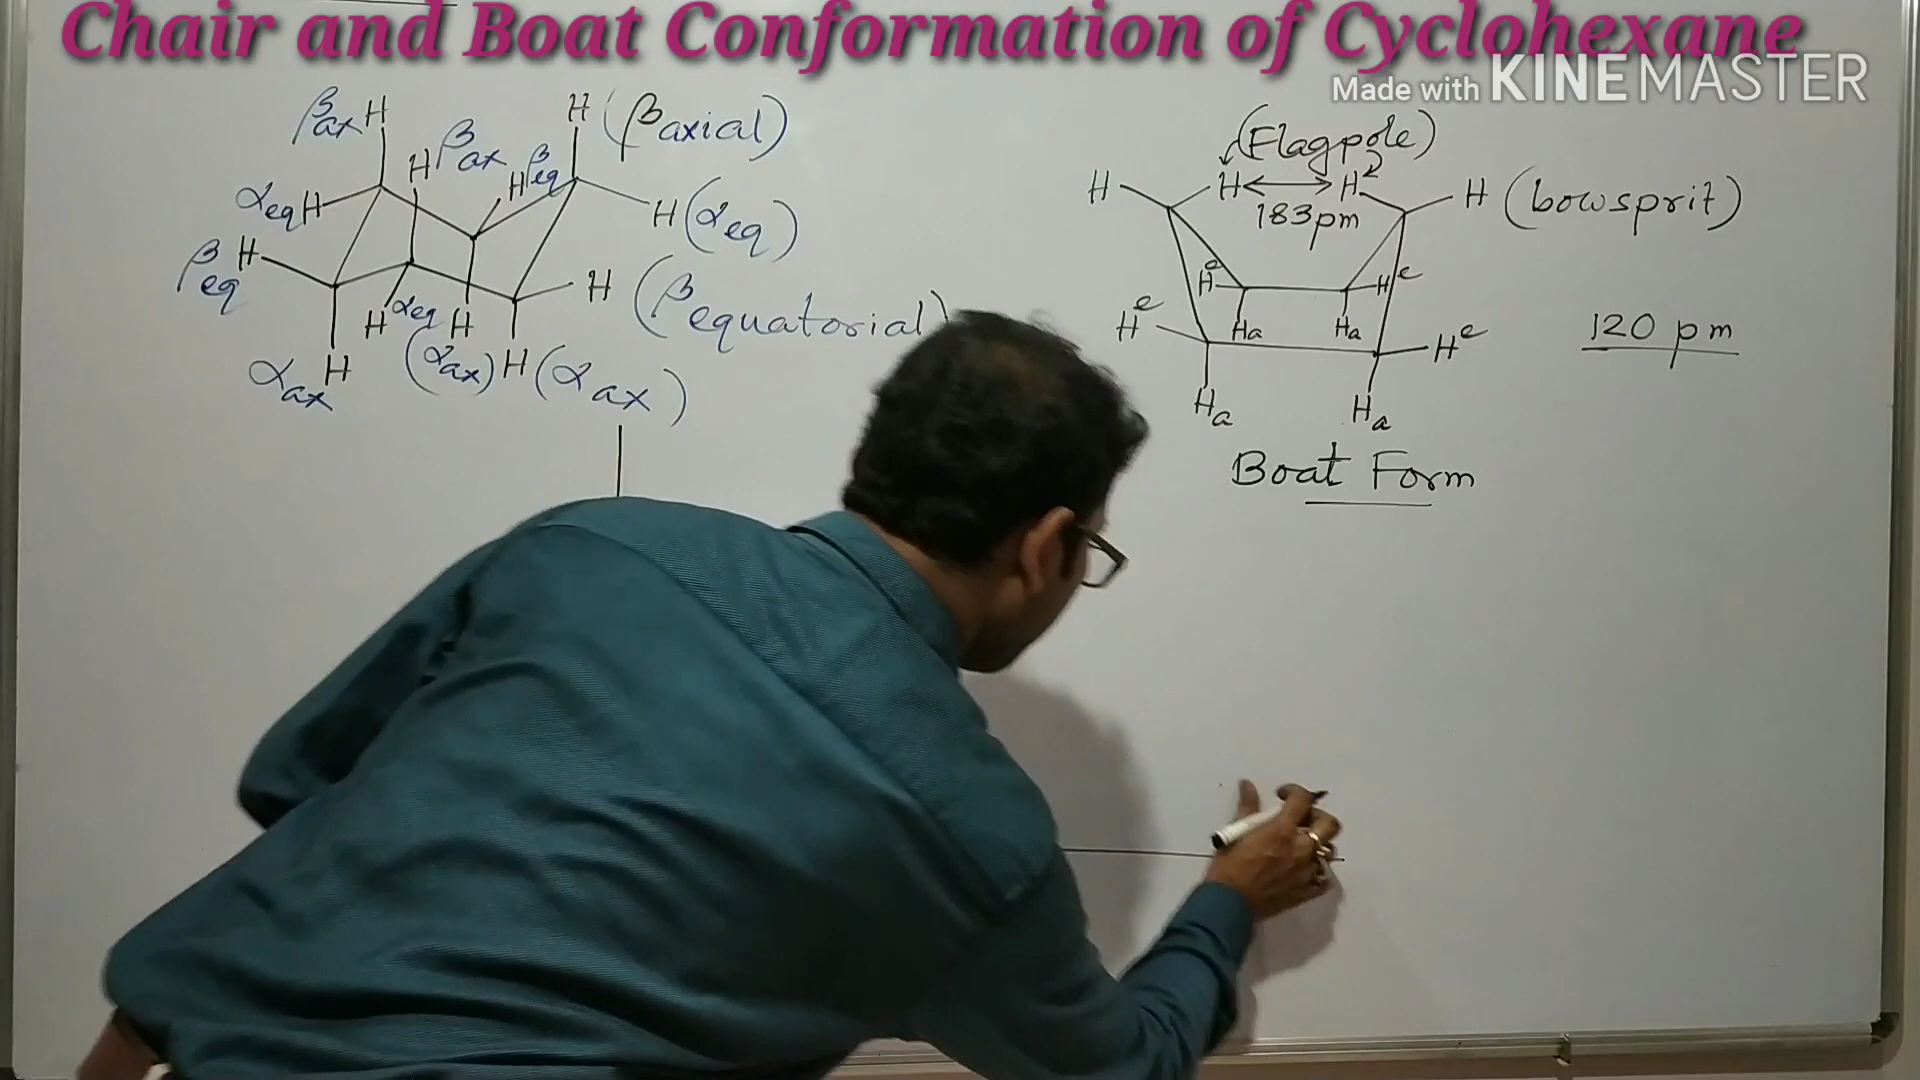 Chair and Boat Conformation of Cyclohexane
Made with KINEMASTER
βax H
H βax
H βeq
H (βaxial)
αeq H
H (αeq)
βeq H
H (βequatorial)
H αeq
H (αax)
αax H
H (αax)
(Flagpole)
H
H ↔ H
H (bowsprit)
183pm
He
He
He
Ha
Ha
He
120 pm
Ha
Ha
Boat Form